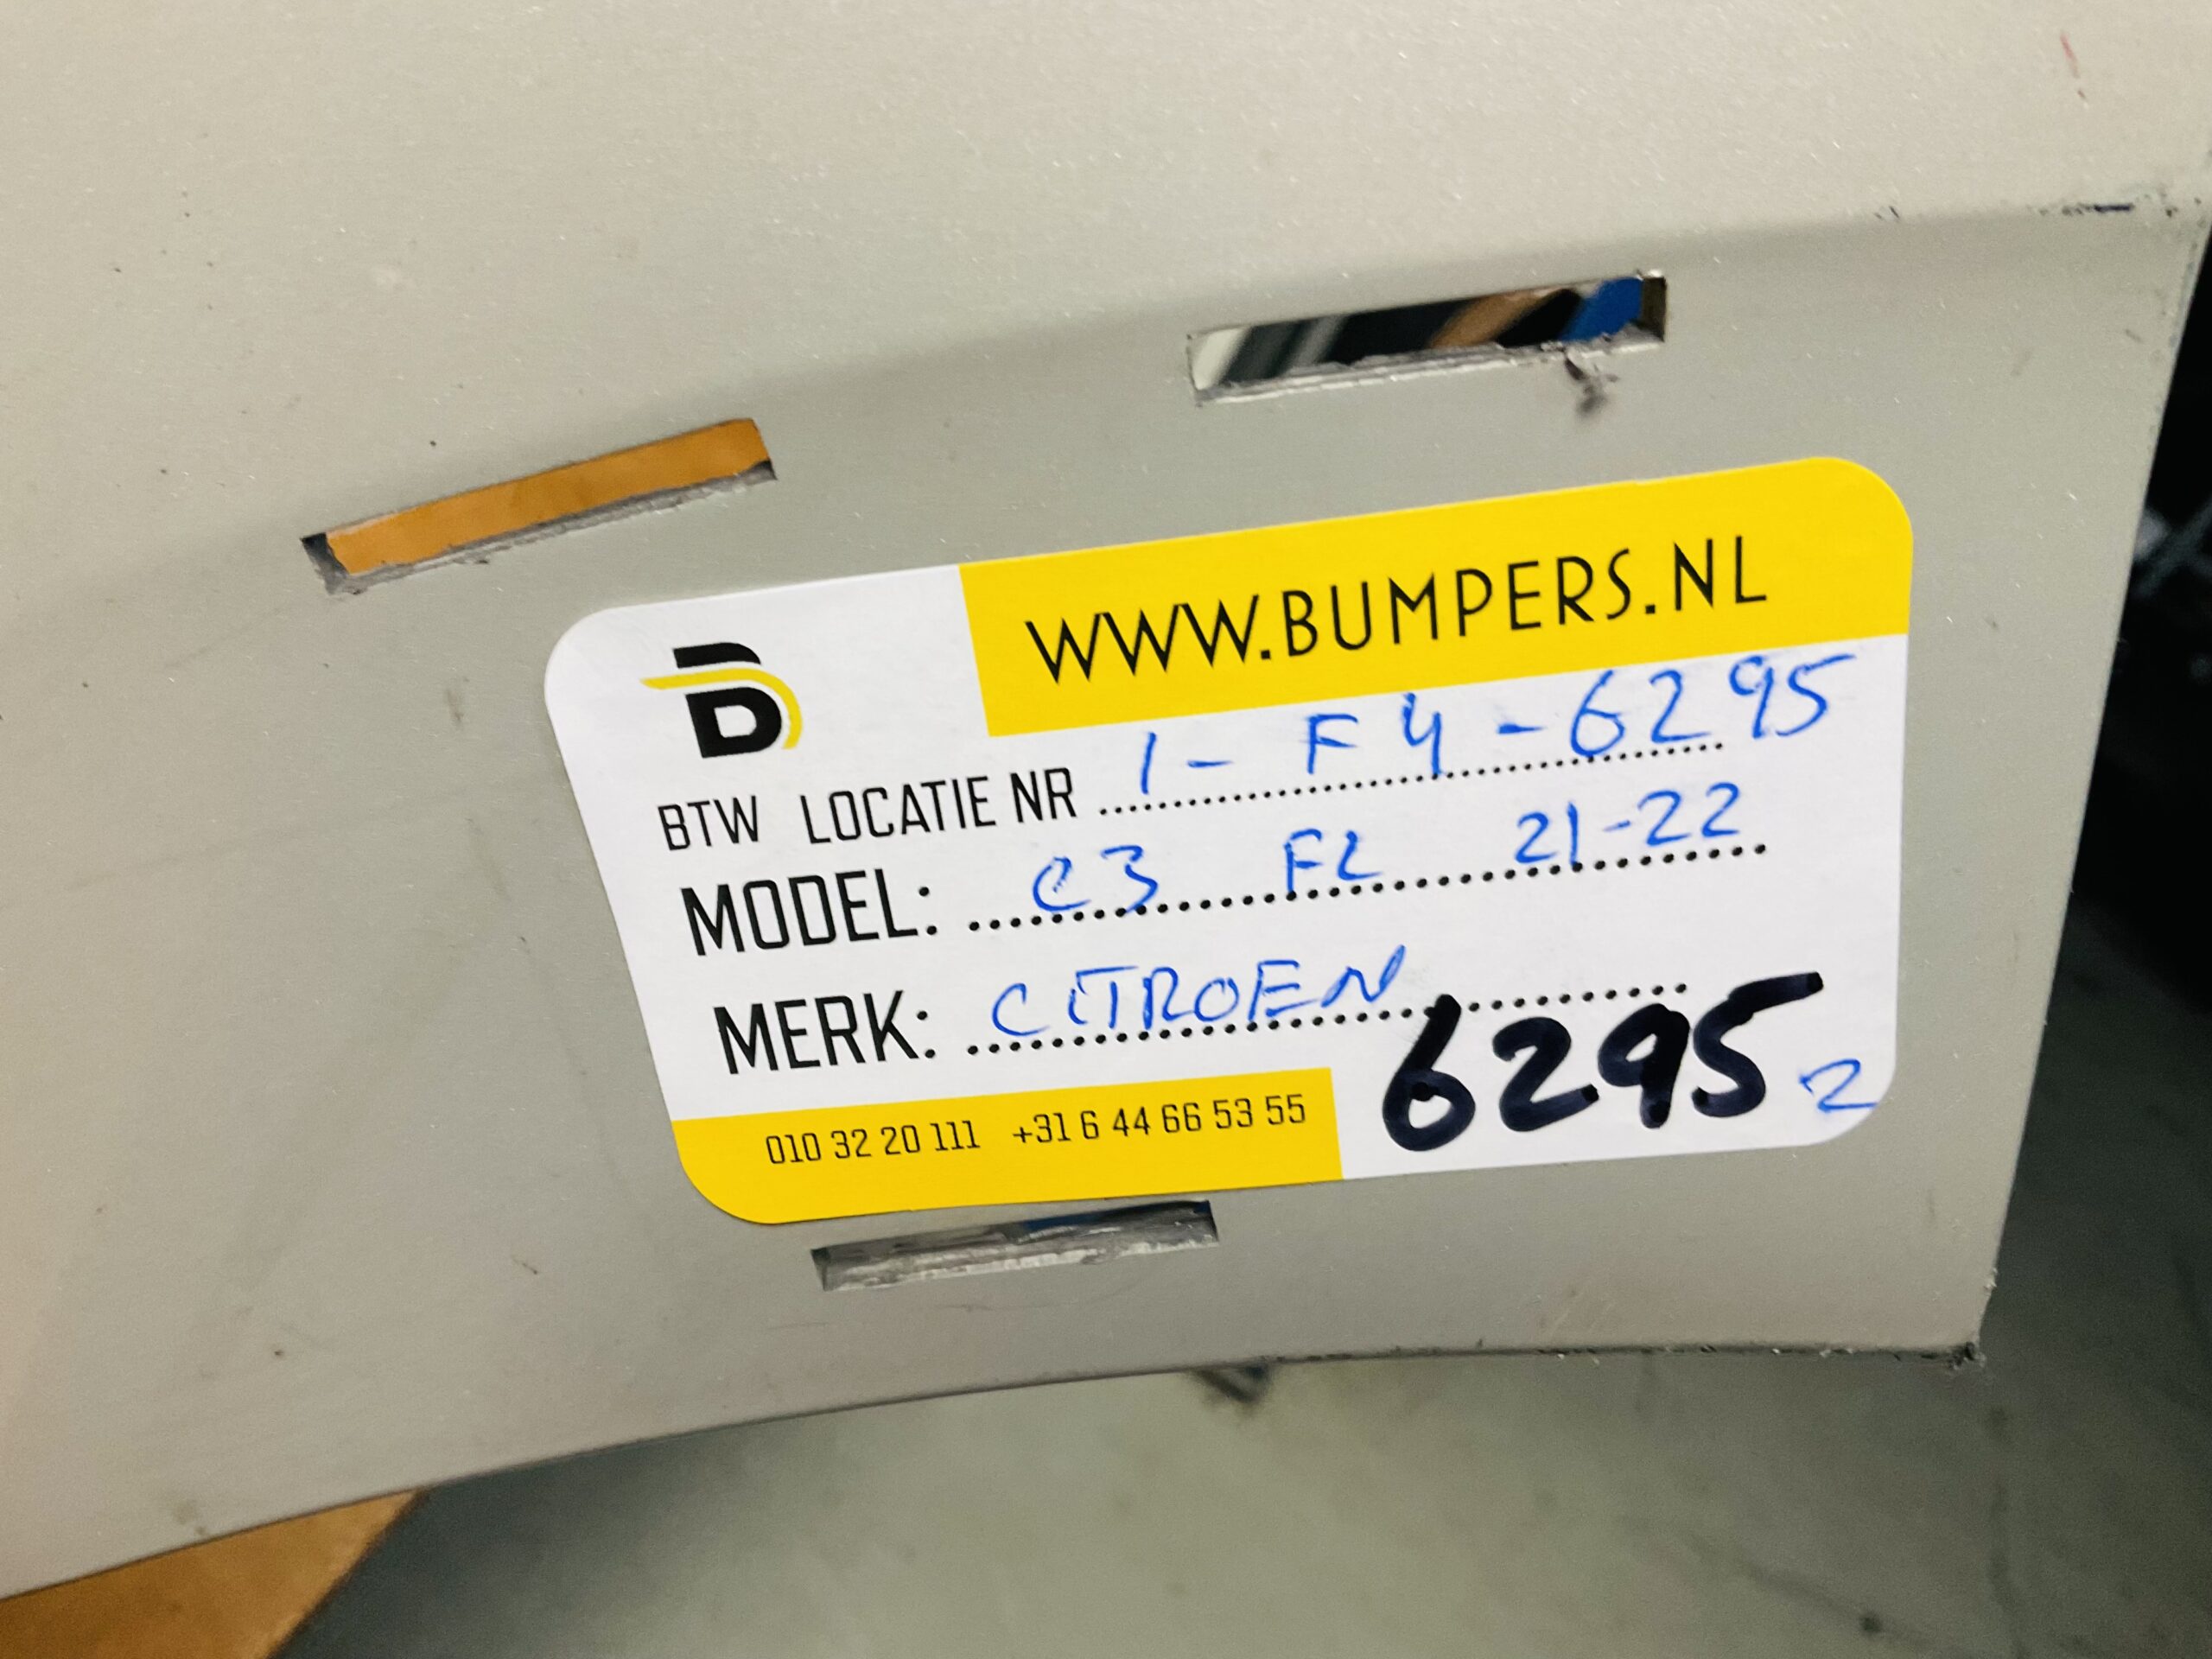 WWW.BUMPERS.NL
B
BTW LOCATIE NR 1 - F4 - 6295
MODEL: C3 FL 21-22
MERK: CITROEN
6295 2
010 32 20 111 +31 6 44 66 53 55